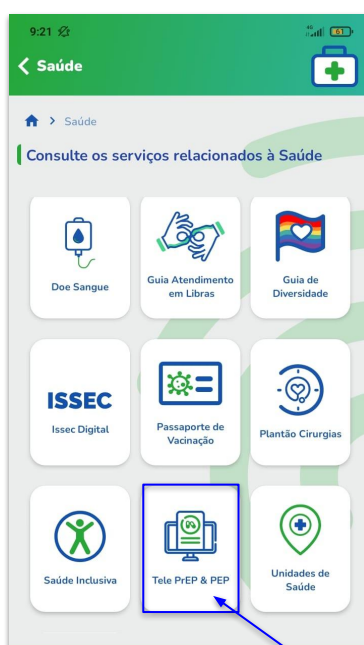 9:21
4G
61
Saúde
> Saúde
Consulte os serviços relacionados à Saúde
Doe Sangue
Guia Atendimento
em Libras
Guia de
Diversidade
ISSEC
Issec Digital
Passaporte de
Vacinação
Plantão Cirurgias
Saúde Inclusiva
Tele PrEP & PEP
Unidades de
Saúde